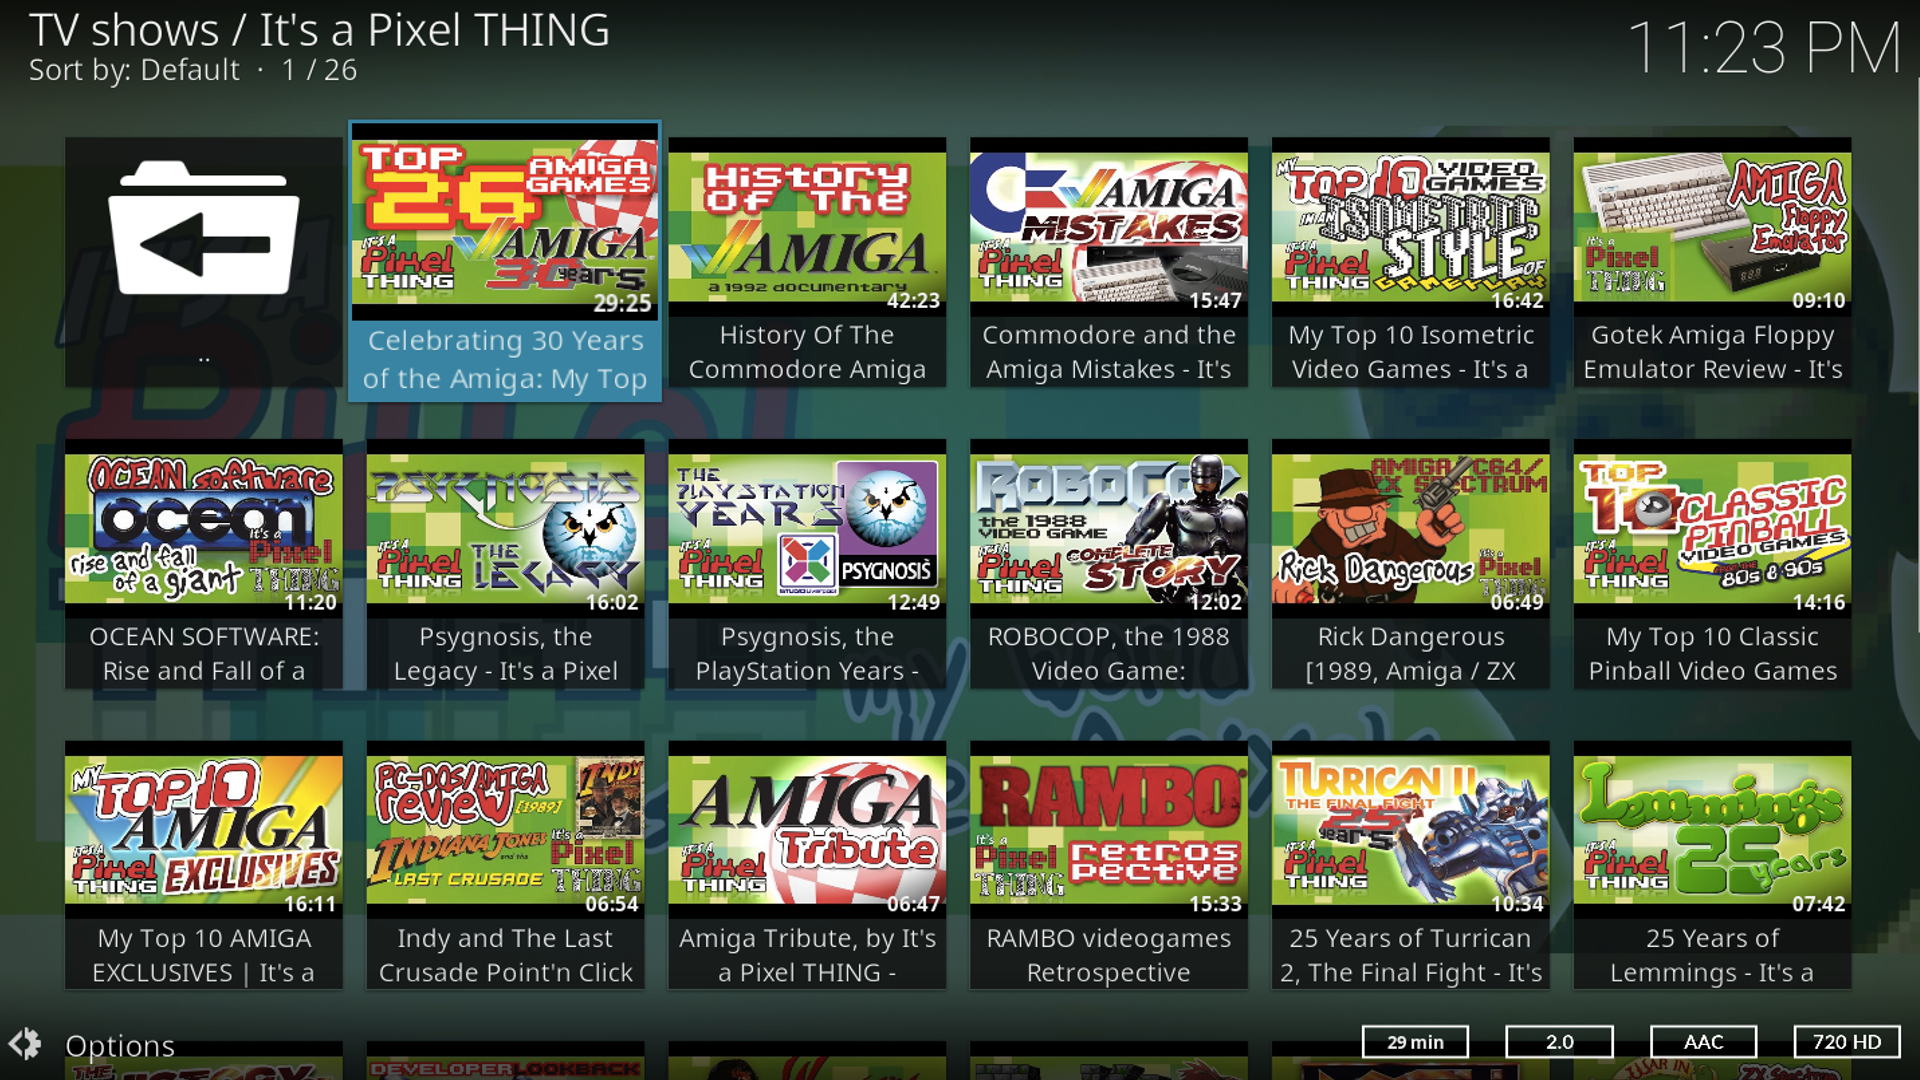 TV shows / It's a Pixel THING
11:23 PM
Sort by: Default · 1 / 26
..
TOP
26
AMIGA
GAMES
IT'S A
Pixel
THING
AMIGA
30 years
29:25
Celebrating 30 Years
of the Amiga: My Top
History
Of The
AMIGA
a 1992 documentary
42:23
History Of The
Commodore Amiga
AMIGA
MISTAKES
IT'S A
Pixel
THING
15:47
Commodore and the
Amiga Mistakes - It's
MY
TOP 10 VIDEO
GAMES
IN AN
ISOMETRIC
STYLE OF
GAMEPLAY
IT'S A
Pixel
THING
16:42
My Top 10 Isometric
Video Games - It's a
AMIGA
Floppy
Emulator
It's a
Pixel
THING
09:10
Gotek Amiga Floppy
Emulator Review - It's
OCEAN software
ocean
rise and fall
of a giant
It's a
Pixel
THING
11:20
OCEAN SOFTWARE:
Rise and Fall of a
PSYGNOSIS
THE
LEGACY
IT'S A
Pixel
THING
16:02
Psygnosis, the
Legacy - It's a Pixel
THE
PLAYSTATION
YEARS
IT'S A
Pixel
THING
PSYGNOSIS
12:49
Psygnosis, the
PlayStation Years -
ROBOCOP
the 1988
VIDEO GAME
COMPLETE
STORY
IT'S A
Pixel
THING
12:02
ROBOCOP, the 1988
Video Game:
AMIGA/C64/
ZX SPECTRUM
Rick Dangerous
It's a
Pixel
THING
06:49
Rick Dangerous
[1989, Amiga / ZX
TOP
10 CLASSIC
PINBALL
VIDEO GAMES
FROM THE
80s & 90s
IT'S A
Pixel
THING
14:16
My Top 10 Classic
Pinball Video Games
MY
TOP 10
AMIGA
EXCLUSIVES
IT'S A
Pixel
THING
16:11
My Top 10 AMIGA
EXCLUSIVES | It's a
PC-DOS/AMIGA
review [1989]
INDY
INDIANA JONES
and the
LAST CRUSADE
It's a
Pixel
THING
06:54
Indy and The Last
Crusade Point'n Click
AMIGA
Tribute
IT'S A
Pixel
THING
06:47
Amiga Tribute, by It's
a Pixel THING -
RAMBO
retros
pective
It's a
Pixel
THING
15:33
RAMBO videogames
Retrospective
TURRICAN II
THE FINAL FIGHT
25
years
IT'S A
Pixel
THING
10:34
25 Years of Turrican
2, The Final Fight - It's
Lemmings
25
years
IT'S A
Pixel
THING
07:42
25 Years of
Lemmings - It's a
Options
29 min
2.0
AAC
720 HD
THE
HISTORY
DEVELOPER LOOKBACK
WAR IN